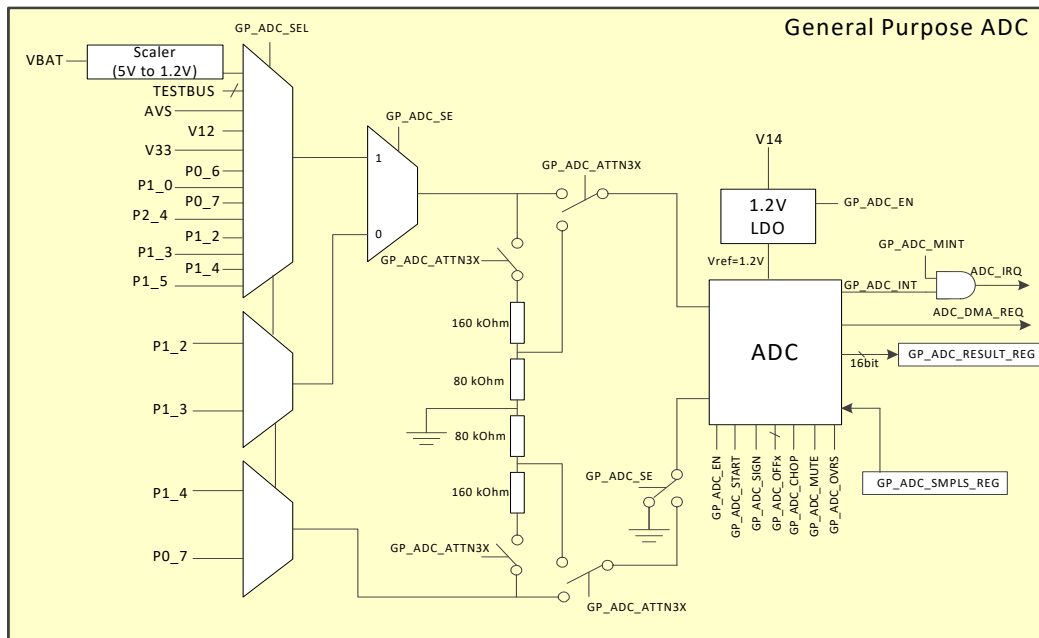 General Purpose ADC
GP_ADC_SEL
VBAT
Scaler
(5V to 1.2V)
TESTBUS
AVS
V12
V33
P0_6
P1_0
P0_7
P2_4
P1_2
P1_3
P1_4
P1_5
GP_ADC_SE
1
0
GP_ADC_ATTN3X
GP_ADC_ATTN3X
160 kOhm
80 kOhm
80 kOhm
160 kOhm
P1_2
P1_3
P1_4
P0_7
GP_ADC_ATTN3X
GP_ADC_ATTN3X
GP_ADC_SE
V14
1.2V
LDO
GP_ADC_EN
Vref=1.2V
ADC
GP_ADC_MINT
GP_ADC_INT
ADC_IRQ
ADC_DMA_REQ
16bit
GP_ADC_RESULT_REG
GP_ADC_SMPLS_REG
GP_ADC_EN
GP_ADC_START
GP_ADC_SIGN
GP_ADC_OFFx
GP_ADC_CHOP
GP_ADC_MUTE
GP_ADC_OVRS